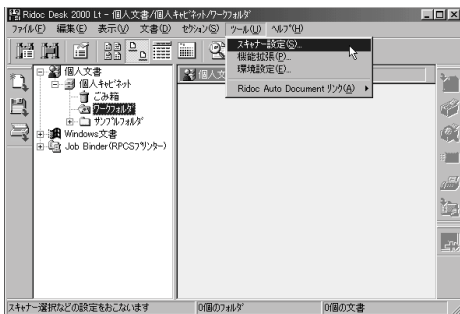 Ridoc Desk 2000 Lt - 個人文書/個人ｷｬﾋﾞﾈｯﾄ/ﾜｰｸﾌｫﾙﾀﾞ
ﾌｧｲﾙ(F) 編集(E) 表示(V) 文書(D) ｾｸｼｮﾝ(S) ﾂｰﾙ(U) ﾍﾙﾌﾟ(H)
ｽｷｬﾅｰ設定(S)...
機能拡張(P)...
環境設定(E)...
Ridoc Auto Document ﾘﾝｸ(A)
個人文書
個人ｷｬﾋﾞﾈｯﾄ
ごみ箱
ﾜｰｸﾌｫﾙﾀﾞ
ｻﾝﾌﾟﾙﾌｫﾙﾀﾞ
Windows文書
Job Binder(RPCSﾌﾟﾘﾝﾀｰ)
個人文
ｽｷｬﾅｰ選択などの設定をおこないます 0個のﾌｫﾙﾀﾞ 0個の文書